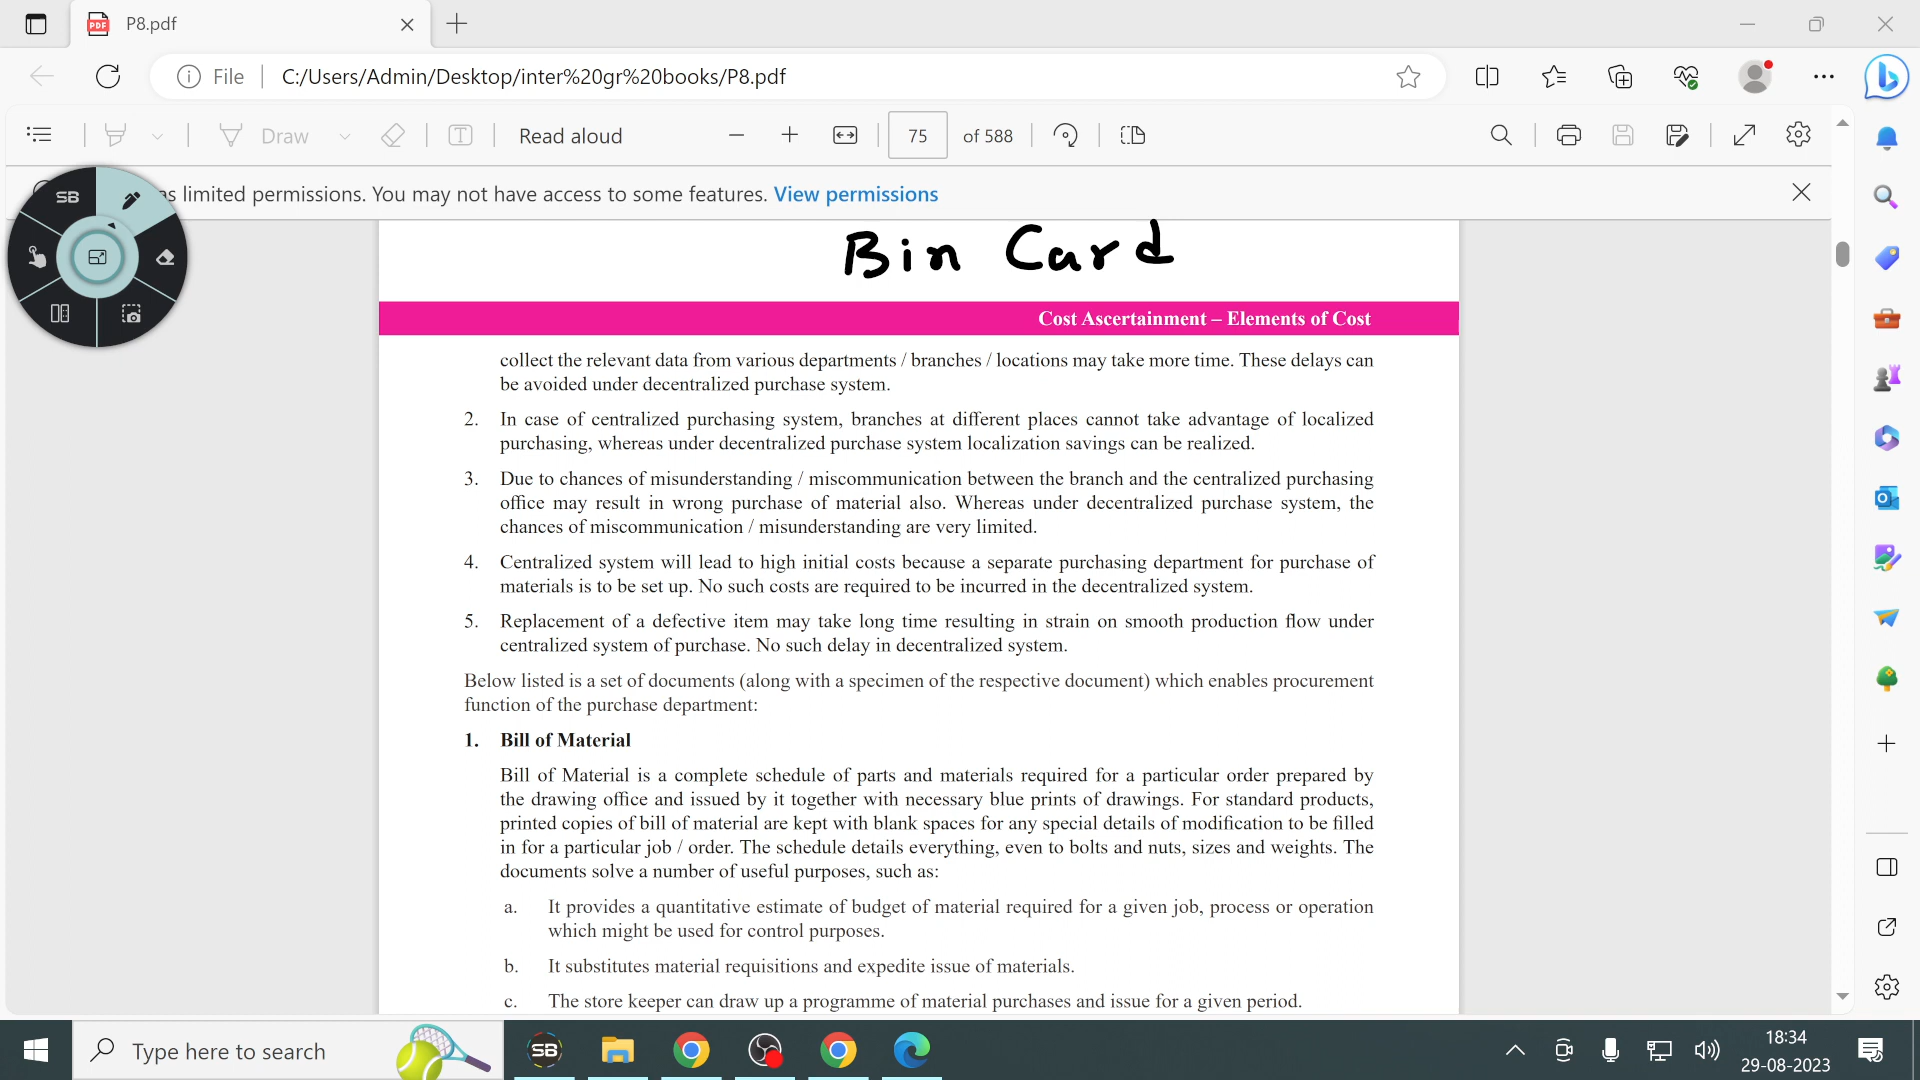 P8.pdf
File
C:/Users/Admin/Desktop/inter%20gr%20books/P8.pdf
Draw
Read aloud
75
of 588
as limited permissions. You may not have access to some features. View permissions
SB
Bin Card
Cost Ascertainment – Elements of Cost
collect the relevant data from various departments / branches / locations may take more time. These delays can
be avoided under decentralized purchase system.
2. In case of centralized purchasing system, branches at different places cannot take advantage of localized
purchasing, whereas under decentralized purchase system localization savings can be realized.
3. Due to chances of misunderstanding / miscommunication between the branch and the centralized purchasing
office may result in wrong purchase of material also. Whereas under decentralized purchase system, the
chances of miscommunication / misunderstanding are very limited.
4. Centralized system will lead to high initial costs because a separate purchasing department for purchase of
materials is to be set up. No such costs are required to be incurred in the decentralized system.
5. Replacement of a defective item may take long time resulting in strain on smooth production flow under
centralized system of purchase. No such delay in decentralized system.
Below listed is a set of documents (along with a specimen of the respective document) which enables procurement
function of the purchase department:
1. Bill of Material
Bill of Material is a complete schedule of parts and materials required for a particular order prepared by
the drawing office and issued by it together with necessary blue prints of drawings. For standard products,
printed copies of bill of material are kept with blank spaces for any special details of modification to be filled
in for a particular job / order. The schedule details everything, even to bolts and nuts, sizes and weights. The
documents solve a number of useful purposes, such as:
a. It provides a quantitative estimate of budget of material required for a given job, process or operation
which might be used for control purposes.
b. It substitutes material requisitions and expedite issue of materials.
c. The store keeper can draw up a programme of material purchases and issue for a given period.
Type here to search
SB
18:34
29-08-2023